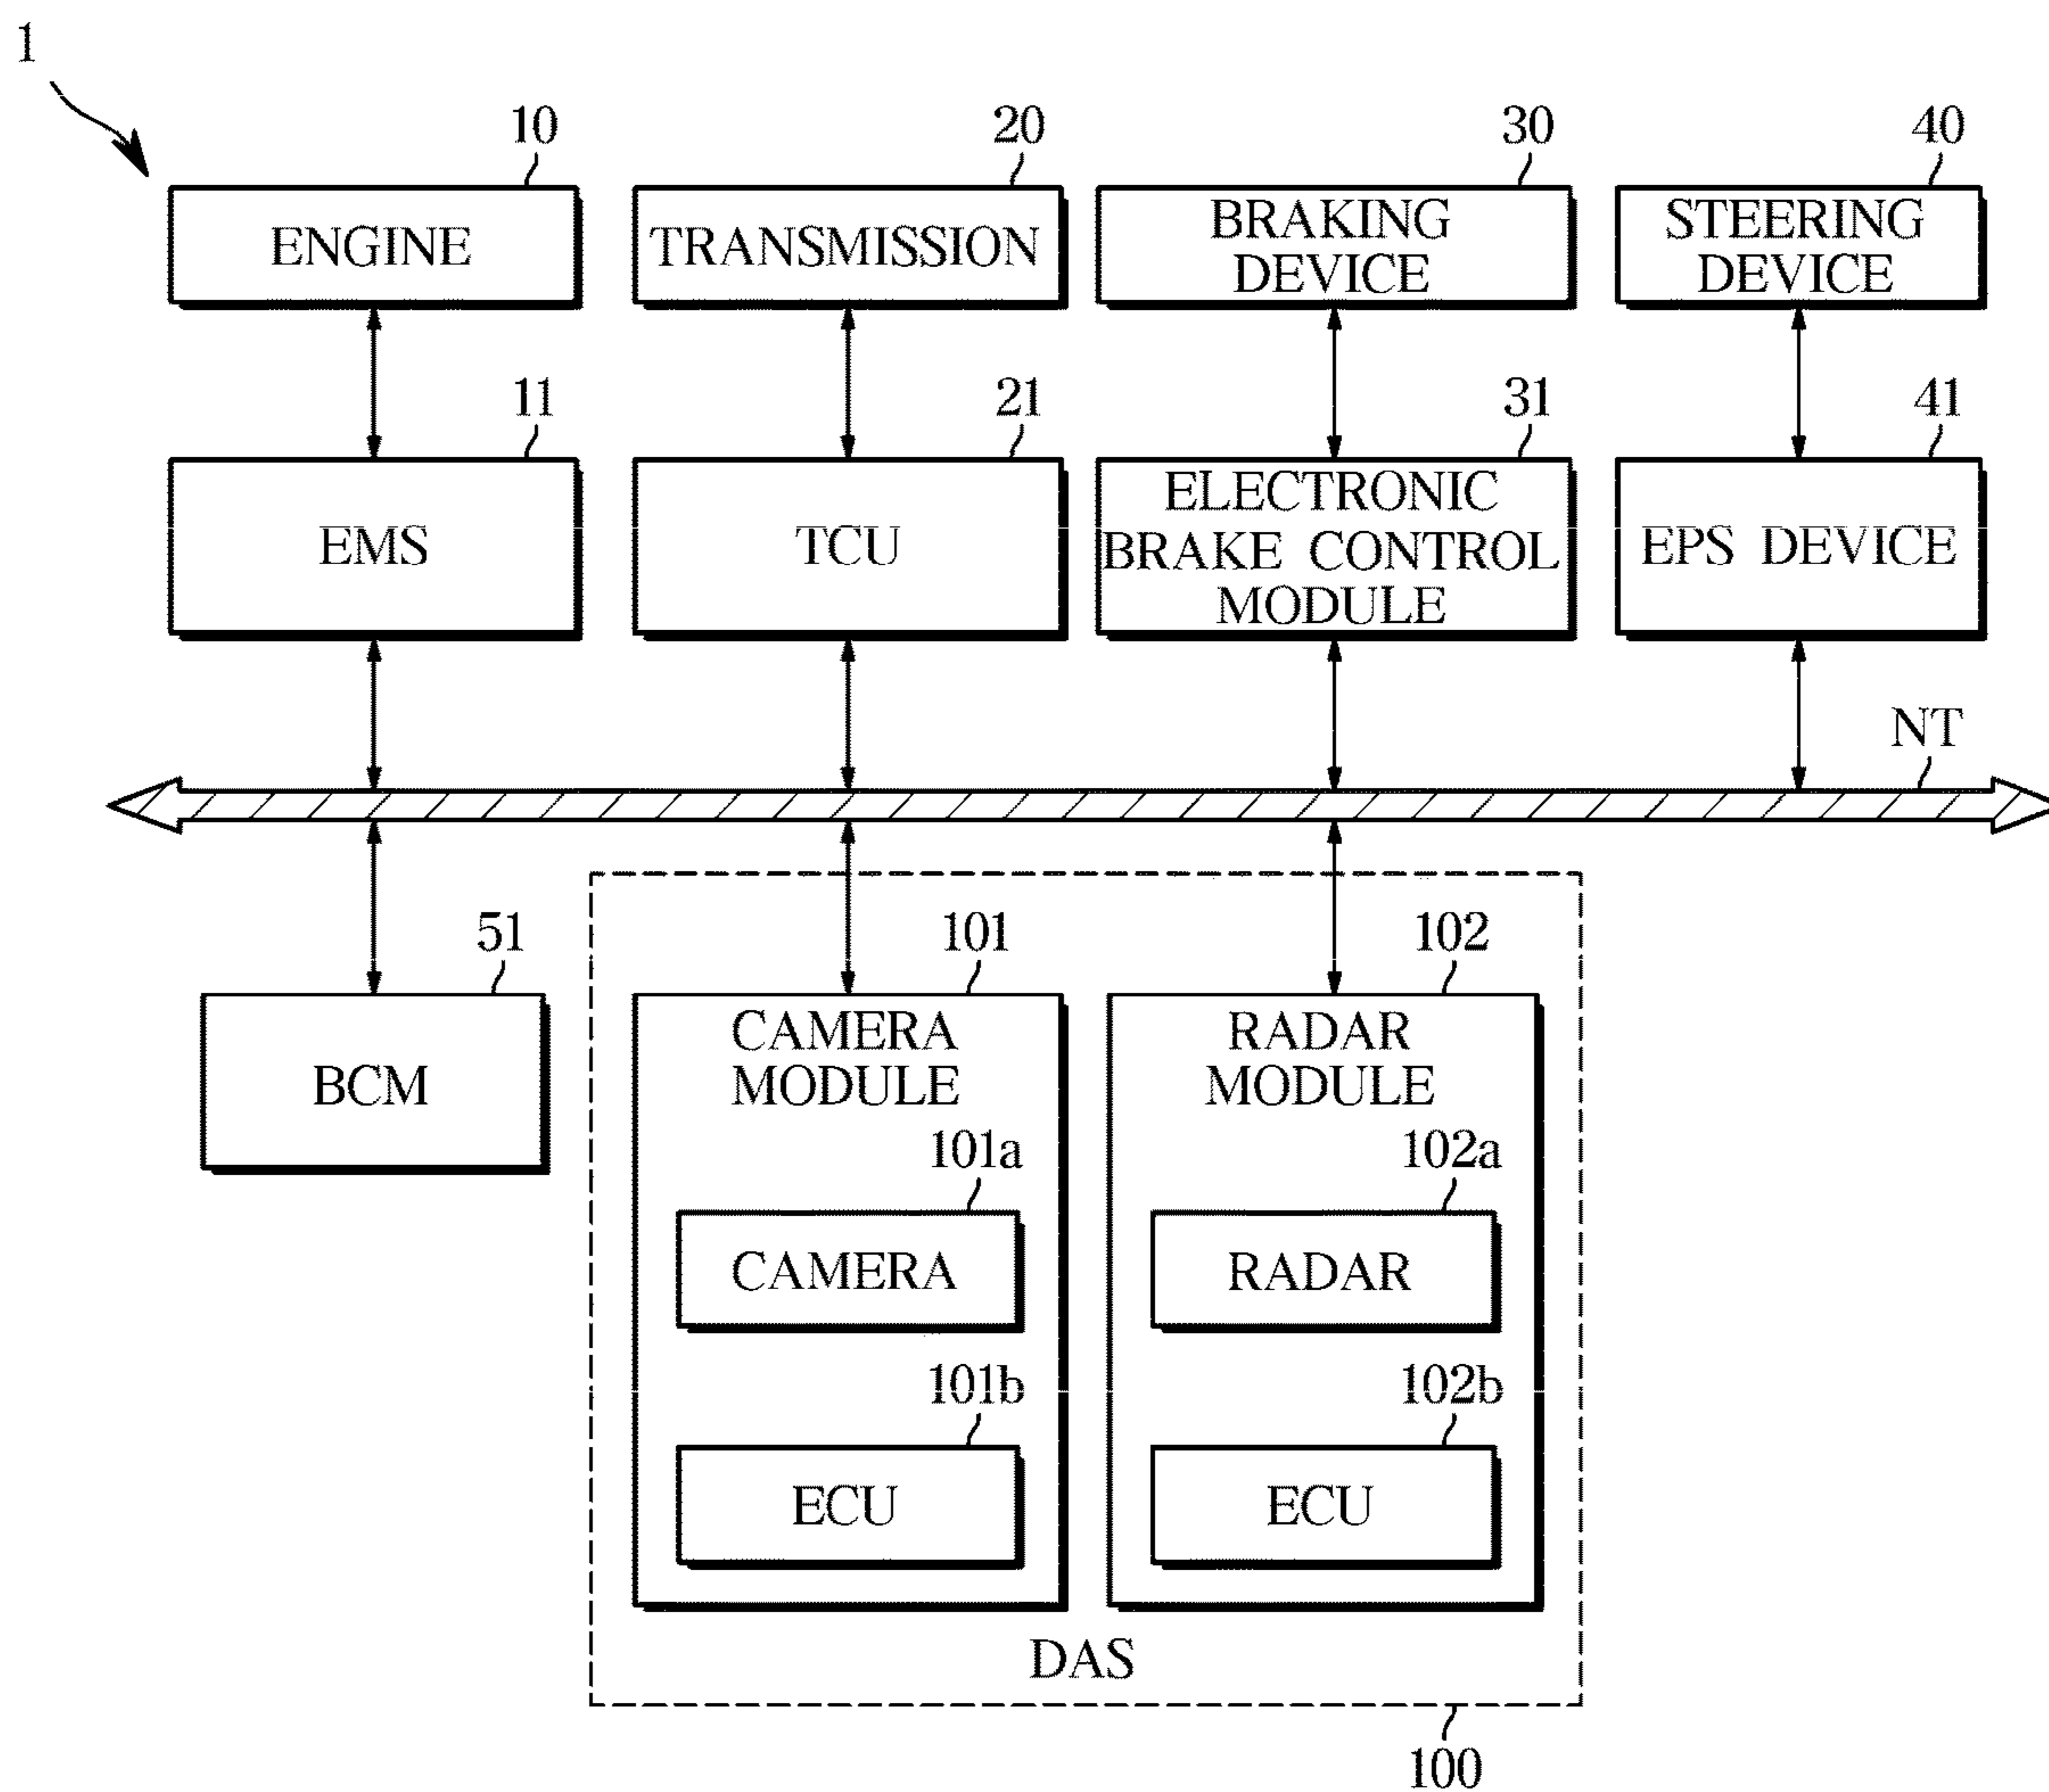 1
10
20
30
40
ENGINE
TRANSMISSION
BRAKING
DEVICE
STEERING
DEVICE
11
21
31
41
EMS
TCU
ELECTRONIC
BRAKE CONTROL
MODULE
EPS DEVICE
NT
51
101
102
BCM
CAMERA
MODULE
RADAR
MODULE
101a
102a
CAMERA
RADAR
101b
102b
ECU
ECU
DAS
100